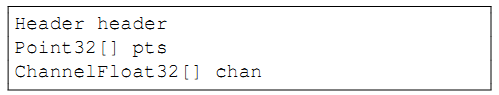 Header header
Point32[] pts
ChannelFloat32[] chan